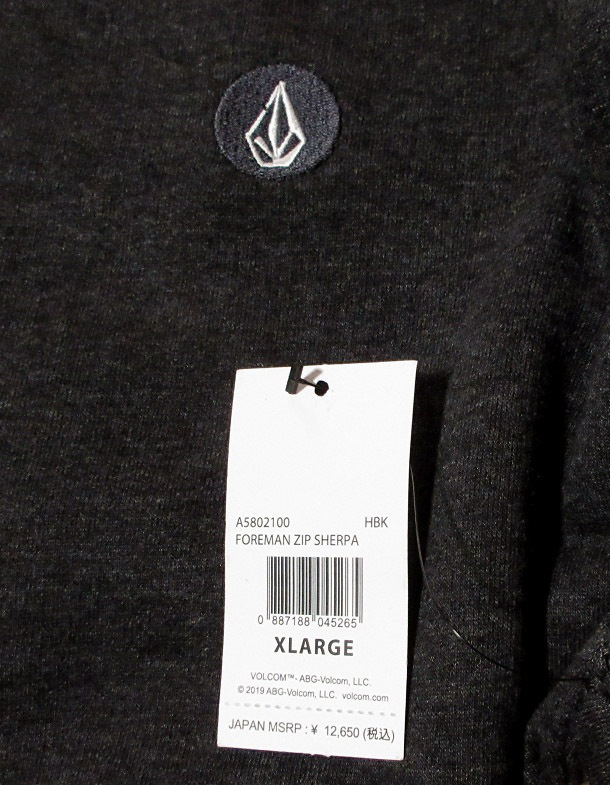 A5802100 HBK
FOREMAN ZIP SHERPA
0 887188 045265
XLARGE
VOLCOM™- ABG-Volcom, LLC.
© 2019 ABG-Volcom, LLC. volcom.com
JAPAN MSRP : ¥ 12,650 (税込)